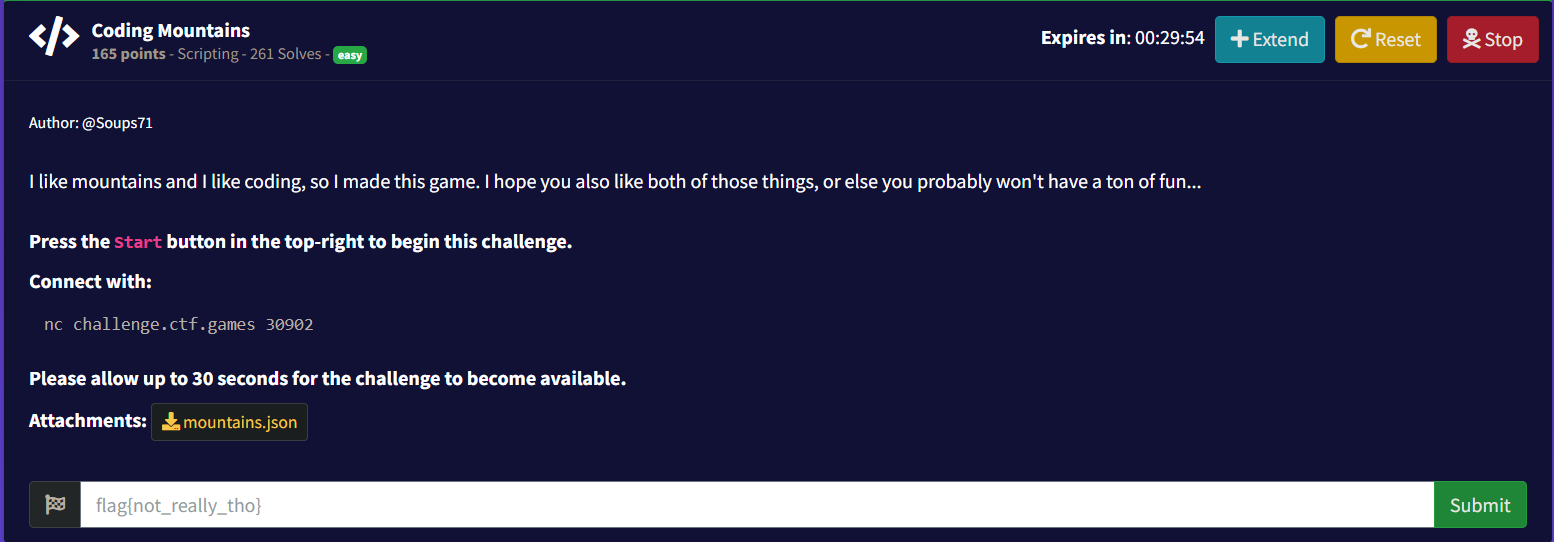 </> Coding Mountains
165 points - Scripting - 261 Solves - easy
Expires in: 00:29:54 Extend Reset Stop
Author: @Soups71
I like mountains and I like coding, so I made this game. I hope you also like both of those things, or else you probably won't have a ton of fun...
Press the Start button in the top-right to begin this challenge.
Connect with:
nc challenge.ctf.games 30902
Please allow up to 30 seconds for the challenge to become available.
Attachments: mountains.json
flag{not_really_tho} Submit